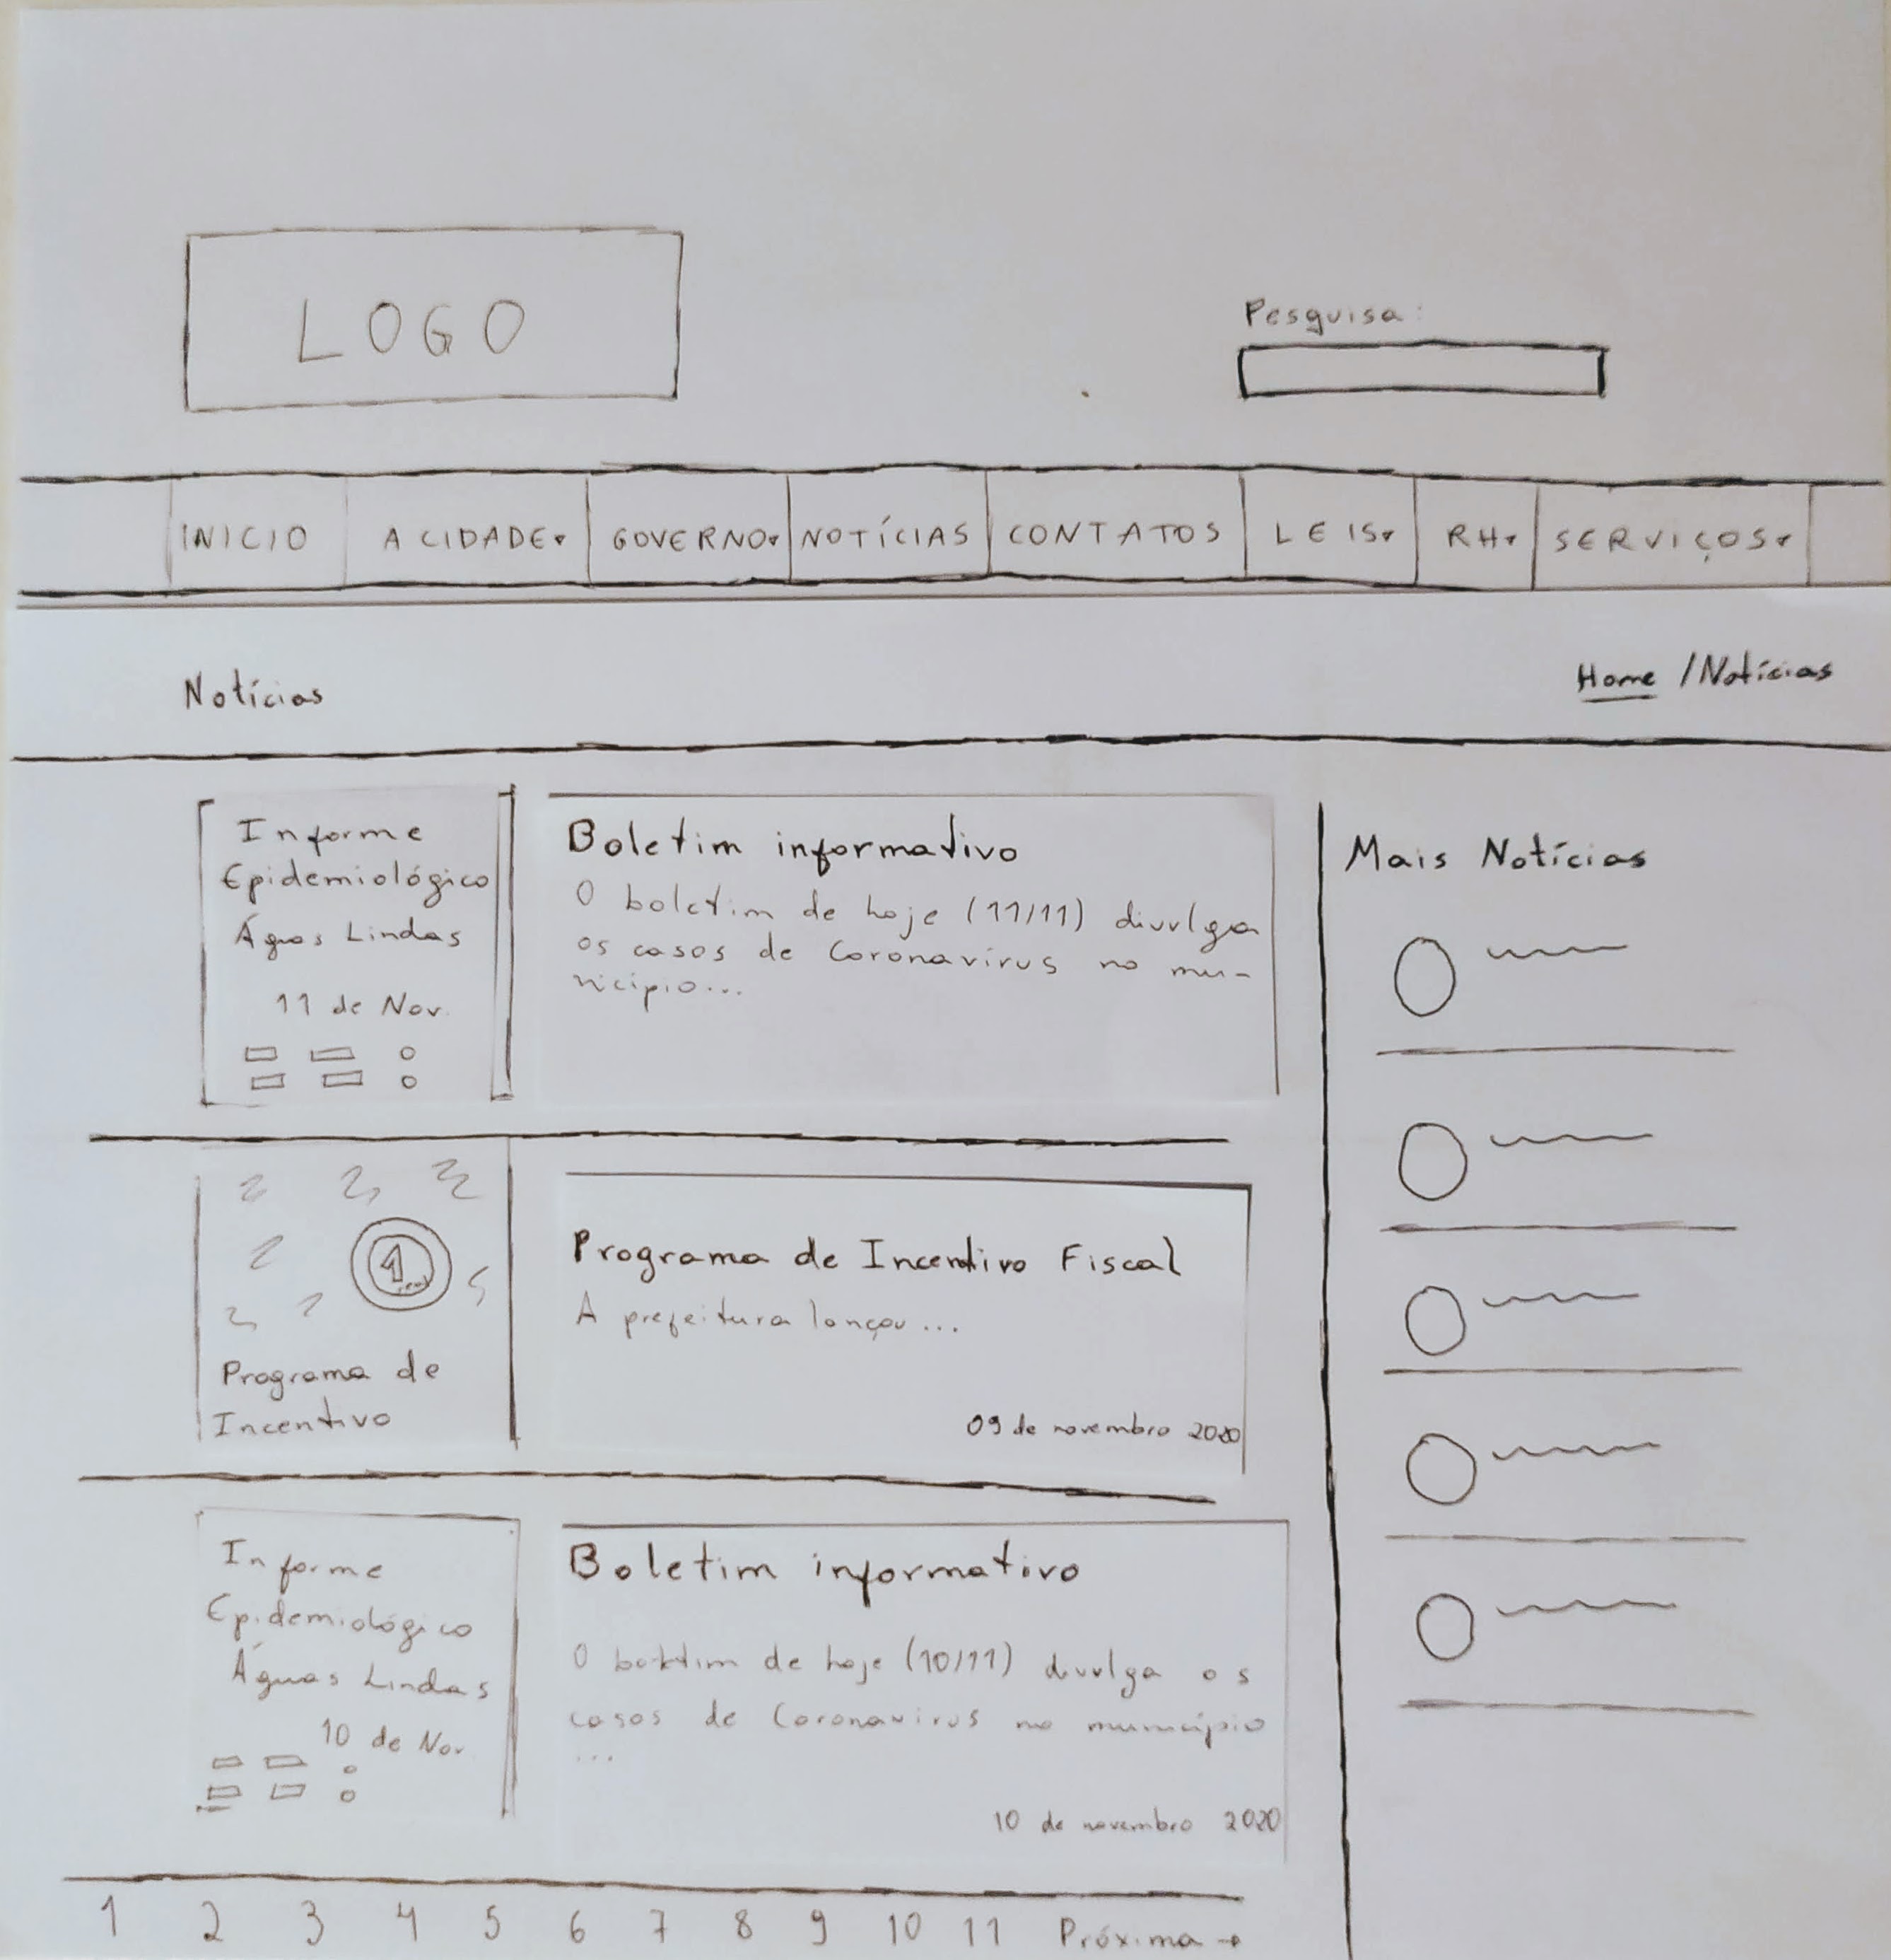 LOGO
Pesquisa:
INICIO A CIDADE▾ GOVERNO▾ NOTÍCIAS CONTATOS LEIS▾ RH▾ SERVIÇOS▾
Notícias
Home / Notícias
Informe
Epidemiológico
Águas Lindas
11 de Nov.
Boletim informativo
O boletim de hoje (11/11) divulga
os casos de Coronavírus no mu-
nicípio...
Mais Notícias
1
Programa de
Incentivo
Programa de Incentivo Fiscal
A prefeitura lançou ...
09 de novembro 2020
Informe
Epidemiológico
Águas Lindas
10 de Nov.
Boletim informativo
O boletim de hoje (10/11) divulga os
casos de Coronavirus no município
...
10 de novembro 2020
1 2 3 4 5 6 7 8 9 10 11 Próxima →